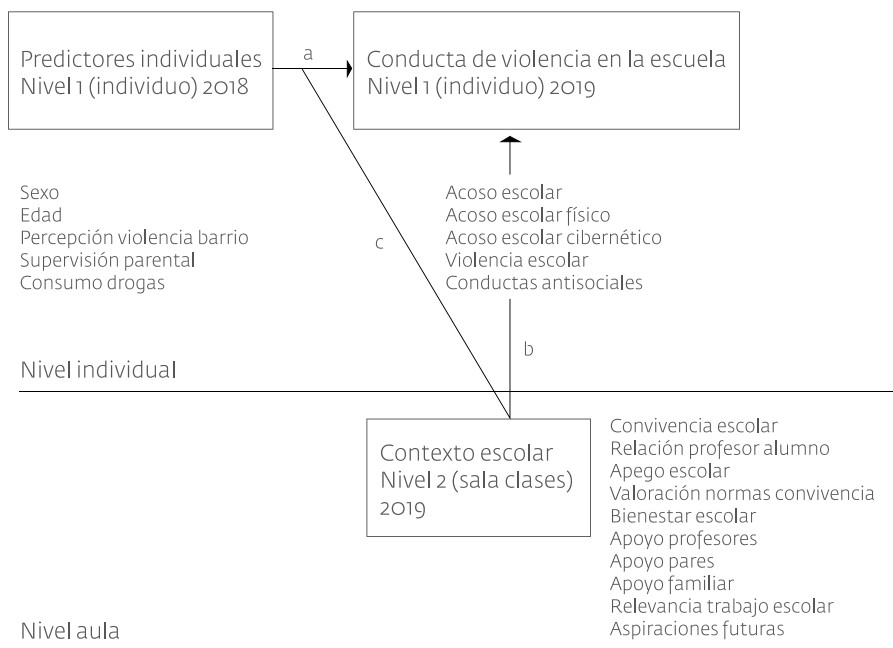 Predictores individuales
Nivel 1 (individuo) 2018
a
Conducta de violencia en la escuela
Nivel 1 (individuo) 2019
Sexo
Edad
Percepción violencia barrio
Supervisión parental
Consumo drogas
c
Acoso escolar
Acoso escolar físico
Acoso escolar cibernético
Violencia escolar
Conductas antisociales
b
Nivel individual
Contexto escolar
Nivel 2 (sala clases)
2019
Convivencia escolar
Relación profesor alumno
Apego escolar
Valoración normas convivencia
Bienestar escolar
Apoyo profesores
Apoyo pares
Apoyo familiar
Relevancia trabajo escolar
Aspiraciones futuras
Nivel aula